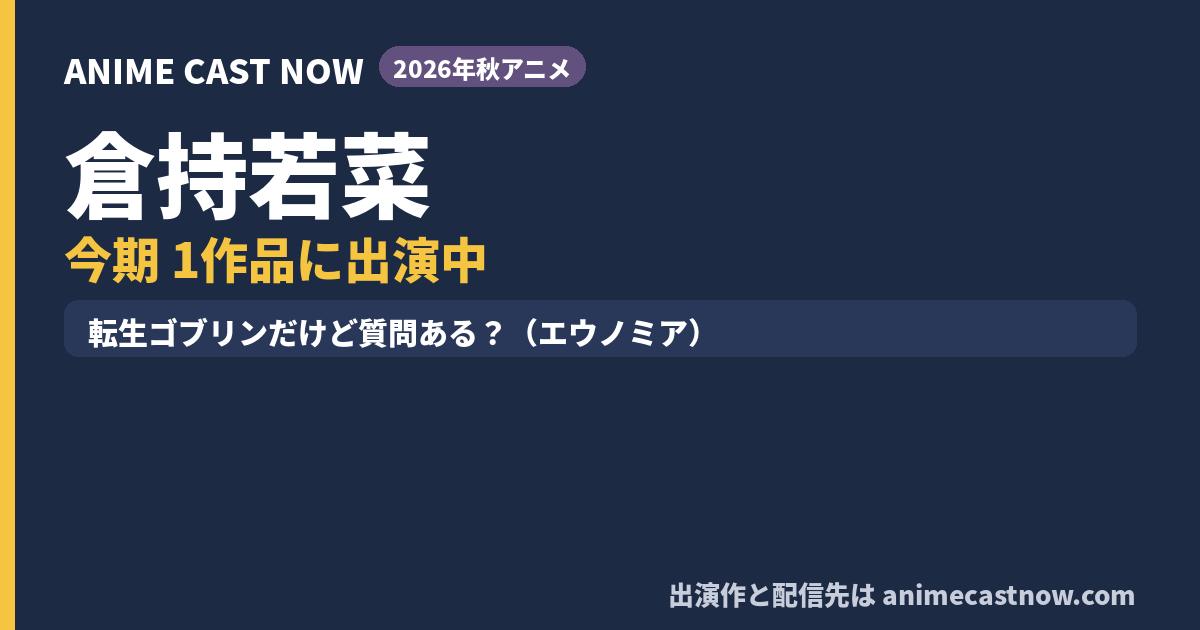 ANIME CAST NOW 2026年秋アニメ
倉持若菜
今期 1作品に出演中
転生ゴブリンだけど質問ある？（エウノミア）
出演作と配信先は animecastnow.com